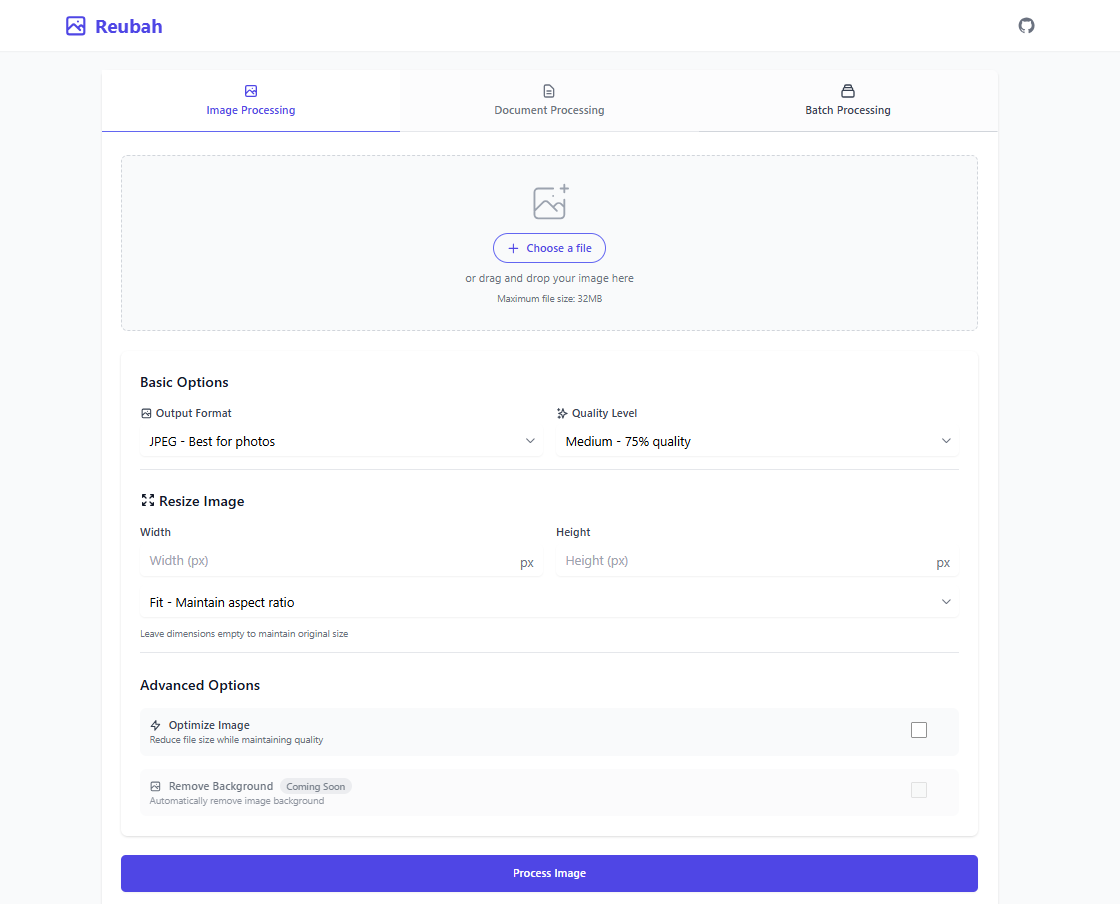 Reubah
Image Processing
Document Processing
Batch Processing
Choose a file
or drag and drop your image here
Maximum file size: 32MB
Basic Options
Output Format
Quality Level
JPEG - Best for photos
Medium - 75% quality
Resize Image
Width
Height
Width (px)
px
Height (px)
px
Fit - Maintain aspect ratio
Leave dimensions empty to maintain original size
Advanced Options
Optimize Image
Reduce file size while maintaining quality
Remove Background Coming Soon
Automatically remove image background
Process Image